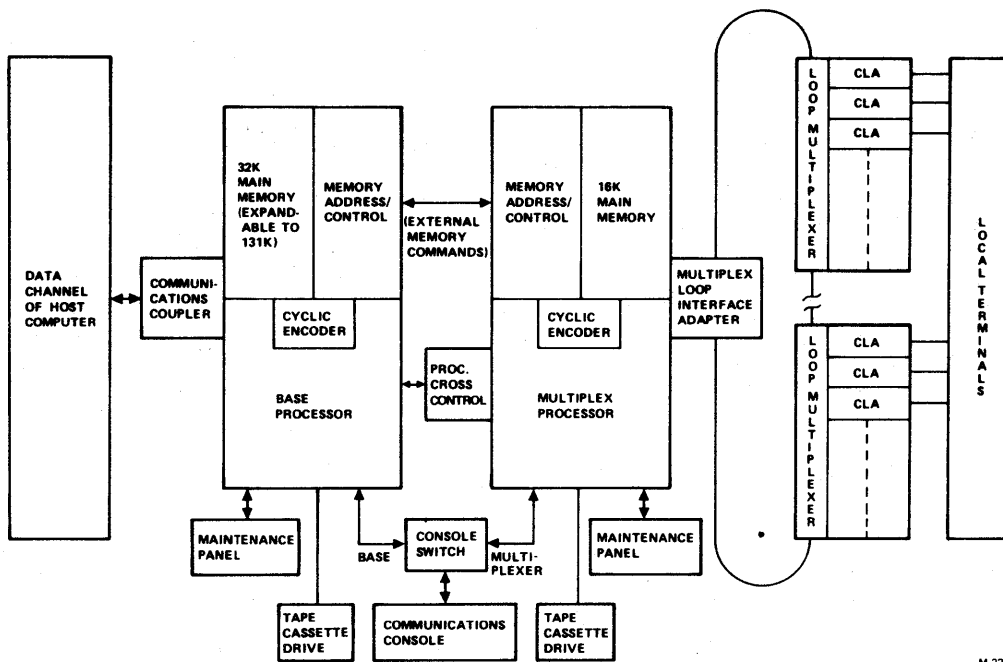 DATA
CHANNEL
OF HOST
COMPUTER
COMMUNI-
CATIONS
COUPLER
32K
MAIN
MEMORY
(EXPAND-
ABLE TO
131K)
MEMORY
ADDRESS/
CONTROL
CYCLIC
ENCODER
BASE
PROCESSOR
(EXTERNAL
MEMORY
COMMANDS)
PROC.
CROSS
CONTROL
MEMORY
ADDRESS/
CONTROL
16K
MAIN
MEMORY
CYCLIC
ENCODER
MULTIPLEX
PROCESSOR
MULTIPLEX
LOOP
INTERFACE
ADAPTER
LOOP MULTIPLEXER
CLA
CLA
CLA
LOOP MULTIPLEXER
CLA
CLA
CLA
LOCAL TERMINALS
MAINTENANCE
PANEL
BASE
CONSOLE
SWITCH
MULTI-
PLEXER
MAINTENANCE
PANEL
TAPE
CASSETTE
DRIVE
COMMUNICATIONS
CONSOLE
TAPE
CASSETTE
DRIVE